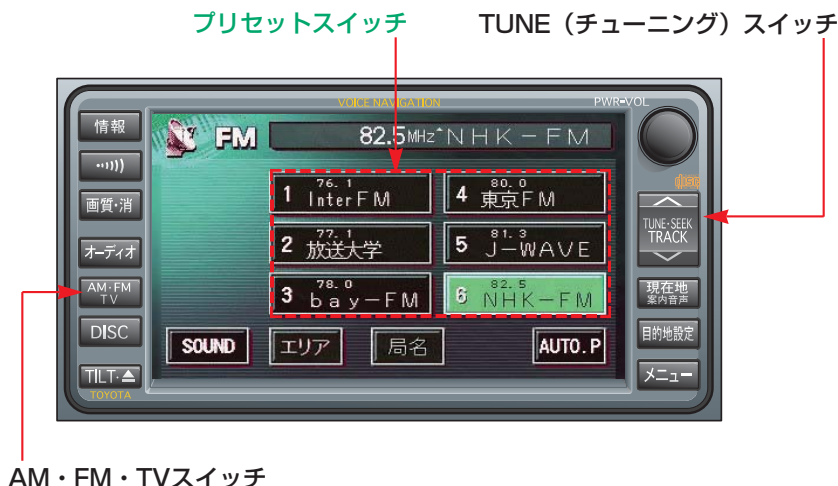 プリセットスイッチ
TUNE（チューニング）スイッチ
VOICE NAVIGATION
PWR-VOL
情報
•ı)))
画質・消
オーディオ
AM・FM
TV
DISC
TILT・▲
TOYOTA
FM
82.5MHz NHK－FM
1 76.1
InterFM
4 80.0
東京FM
2 77.1
放送大学
5 81.3
J－WAVE
3 78.0
bay－FM
6 82.5
NHK－FM
SOUND
エリア
局名
AUTO.P
disc
TUNE・SEEK
TRACK
現在地
案内音声
目的地設定
メニュー
AM・FM・TVスイッチ